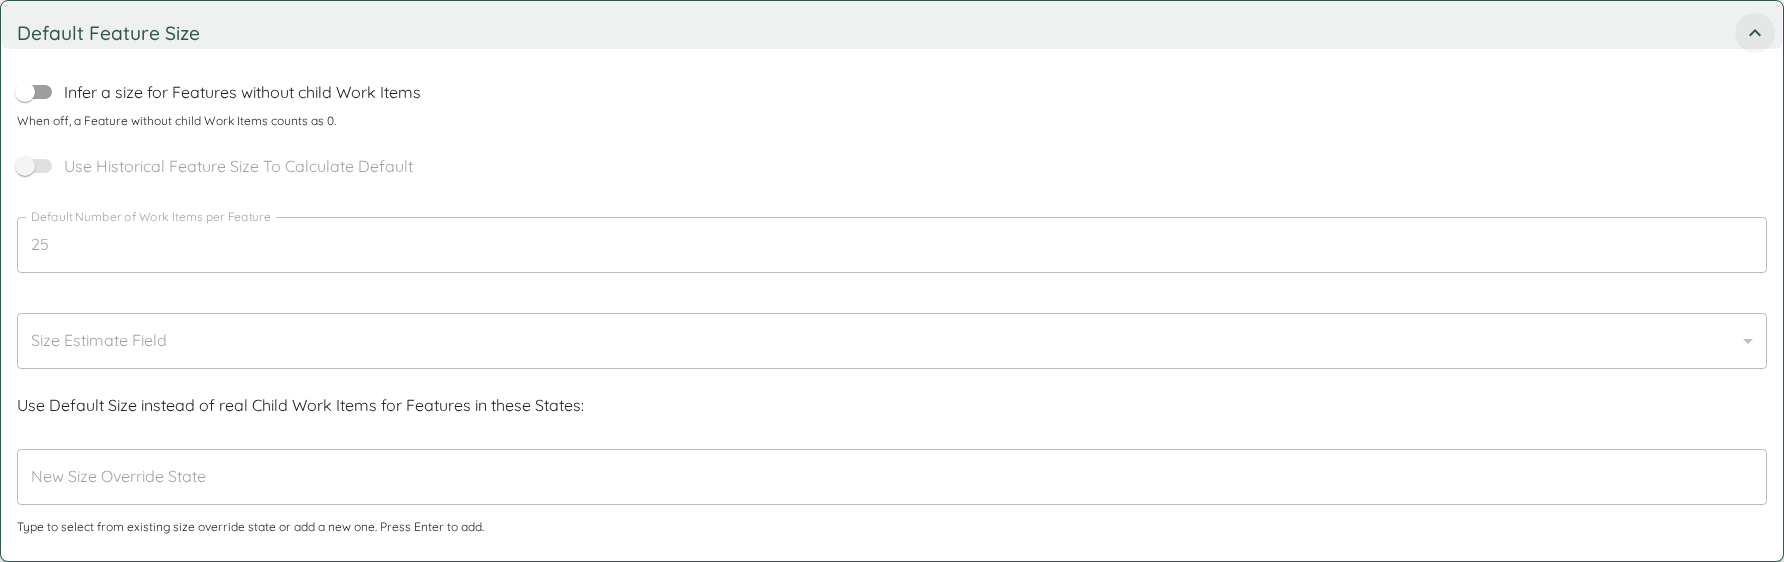 Default Feature Size
Infer a size for Features without child Work Items
When off, a Feature without child Work Items counts as 0.
Use Historical Feature Size To Calculate Default
Default Number of Work Items per Feature
25
Size Estimate Field
Use Default Size instead of real Child Work Items for Features in these States:
New Size Override State
Type to select from existing size override state or add a new one. Press Enter to add.